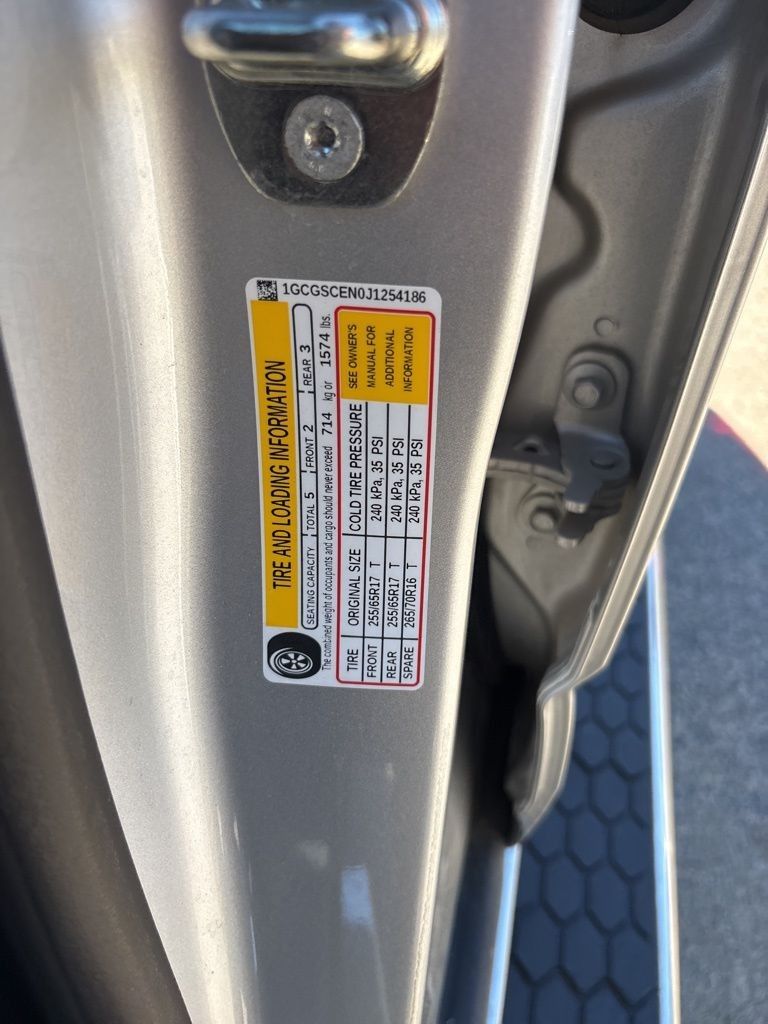 1GCGSCEN0J1254186
TIRE AND LOADING INFORMATION
SEATING CAPACITY TOTAL 5 FRONT 2 REAR 3
The combined weight of occupants and cargo should never exceed 714 kg or 1574 lbs.
TIRE ORIGINAL SIZE COLD TIRE PRESSURE
FRONT 255/65R17 T 240 kPa, 35 PSI
REAR 255/65R17 T 240 kPa, 35 PSI
SPARE 265/70R16 T 240 kPa, 35 PSI
SEE OWNER'S
MANUAL FOR
ADDITIONAL
INFORMATION